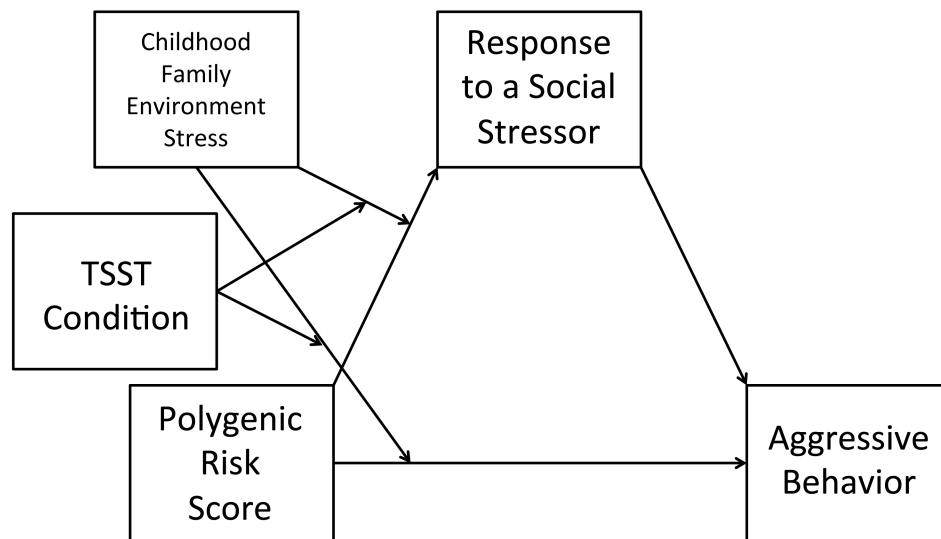 Childhood
Family
Environment
Stress
Response
to a Social
Stressor
TSST
Condition
Polygenic
Risk
Score
Aggressive
Behavior